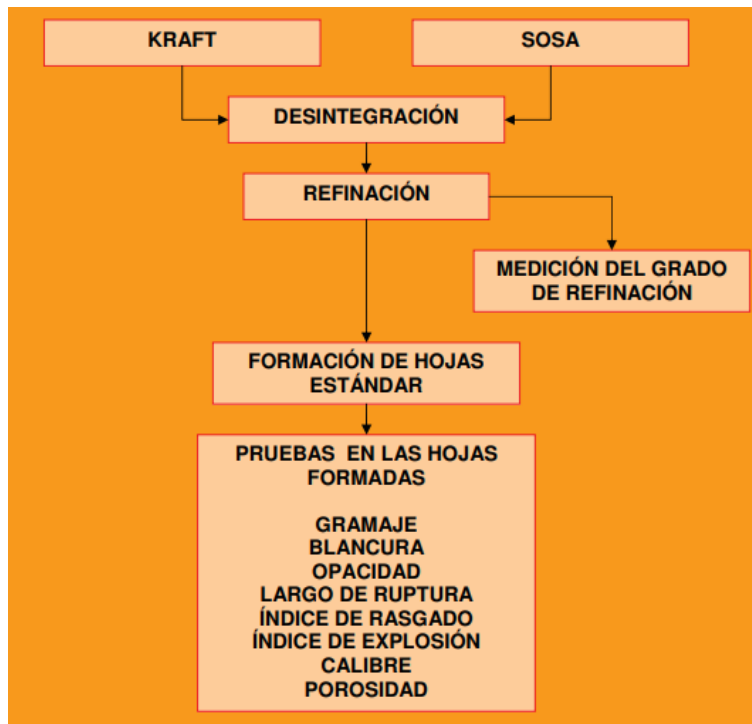 KRAFT
SOSA
DESINTEGRACIÓN
REFINACIÓN
MEDICIÓN DEL GRADO
DE REFINACIÓN
FORMACIÓN DE HOJAS
ESTÁNDAR
PRUEBAS EN LAS HOJAS
FORMADAS
GRAMAJE
BLANCURA
OPACIDAD
LARGO DE RUPTURA
ÍNDICE DE RASGADO
ÍNDICE DE EXPLOSIÓN
CALIBRE
POROSIDAD